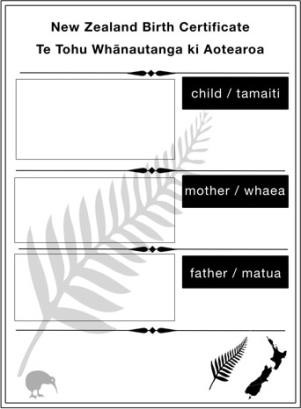 New Zealand Birth Certificate
Te Tohu Whānautanga ki Aotearoa
child / tamaiti
mother / whaea
father / matua